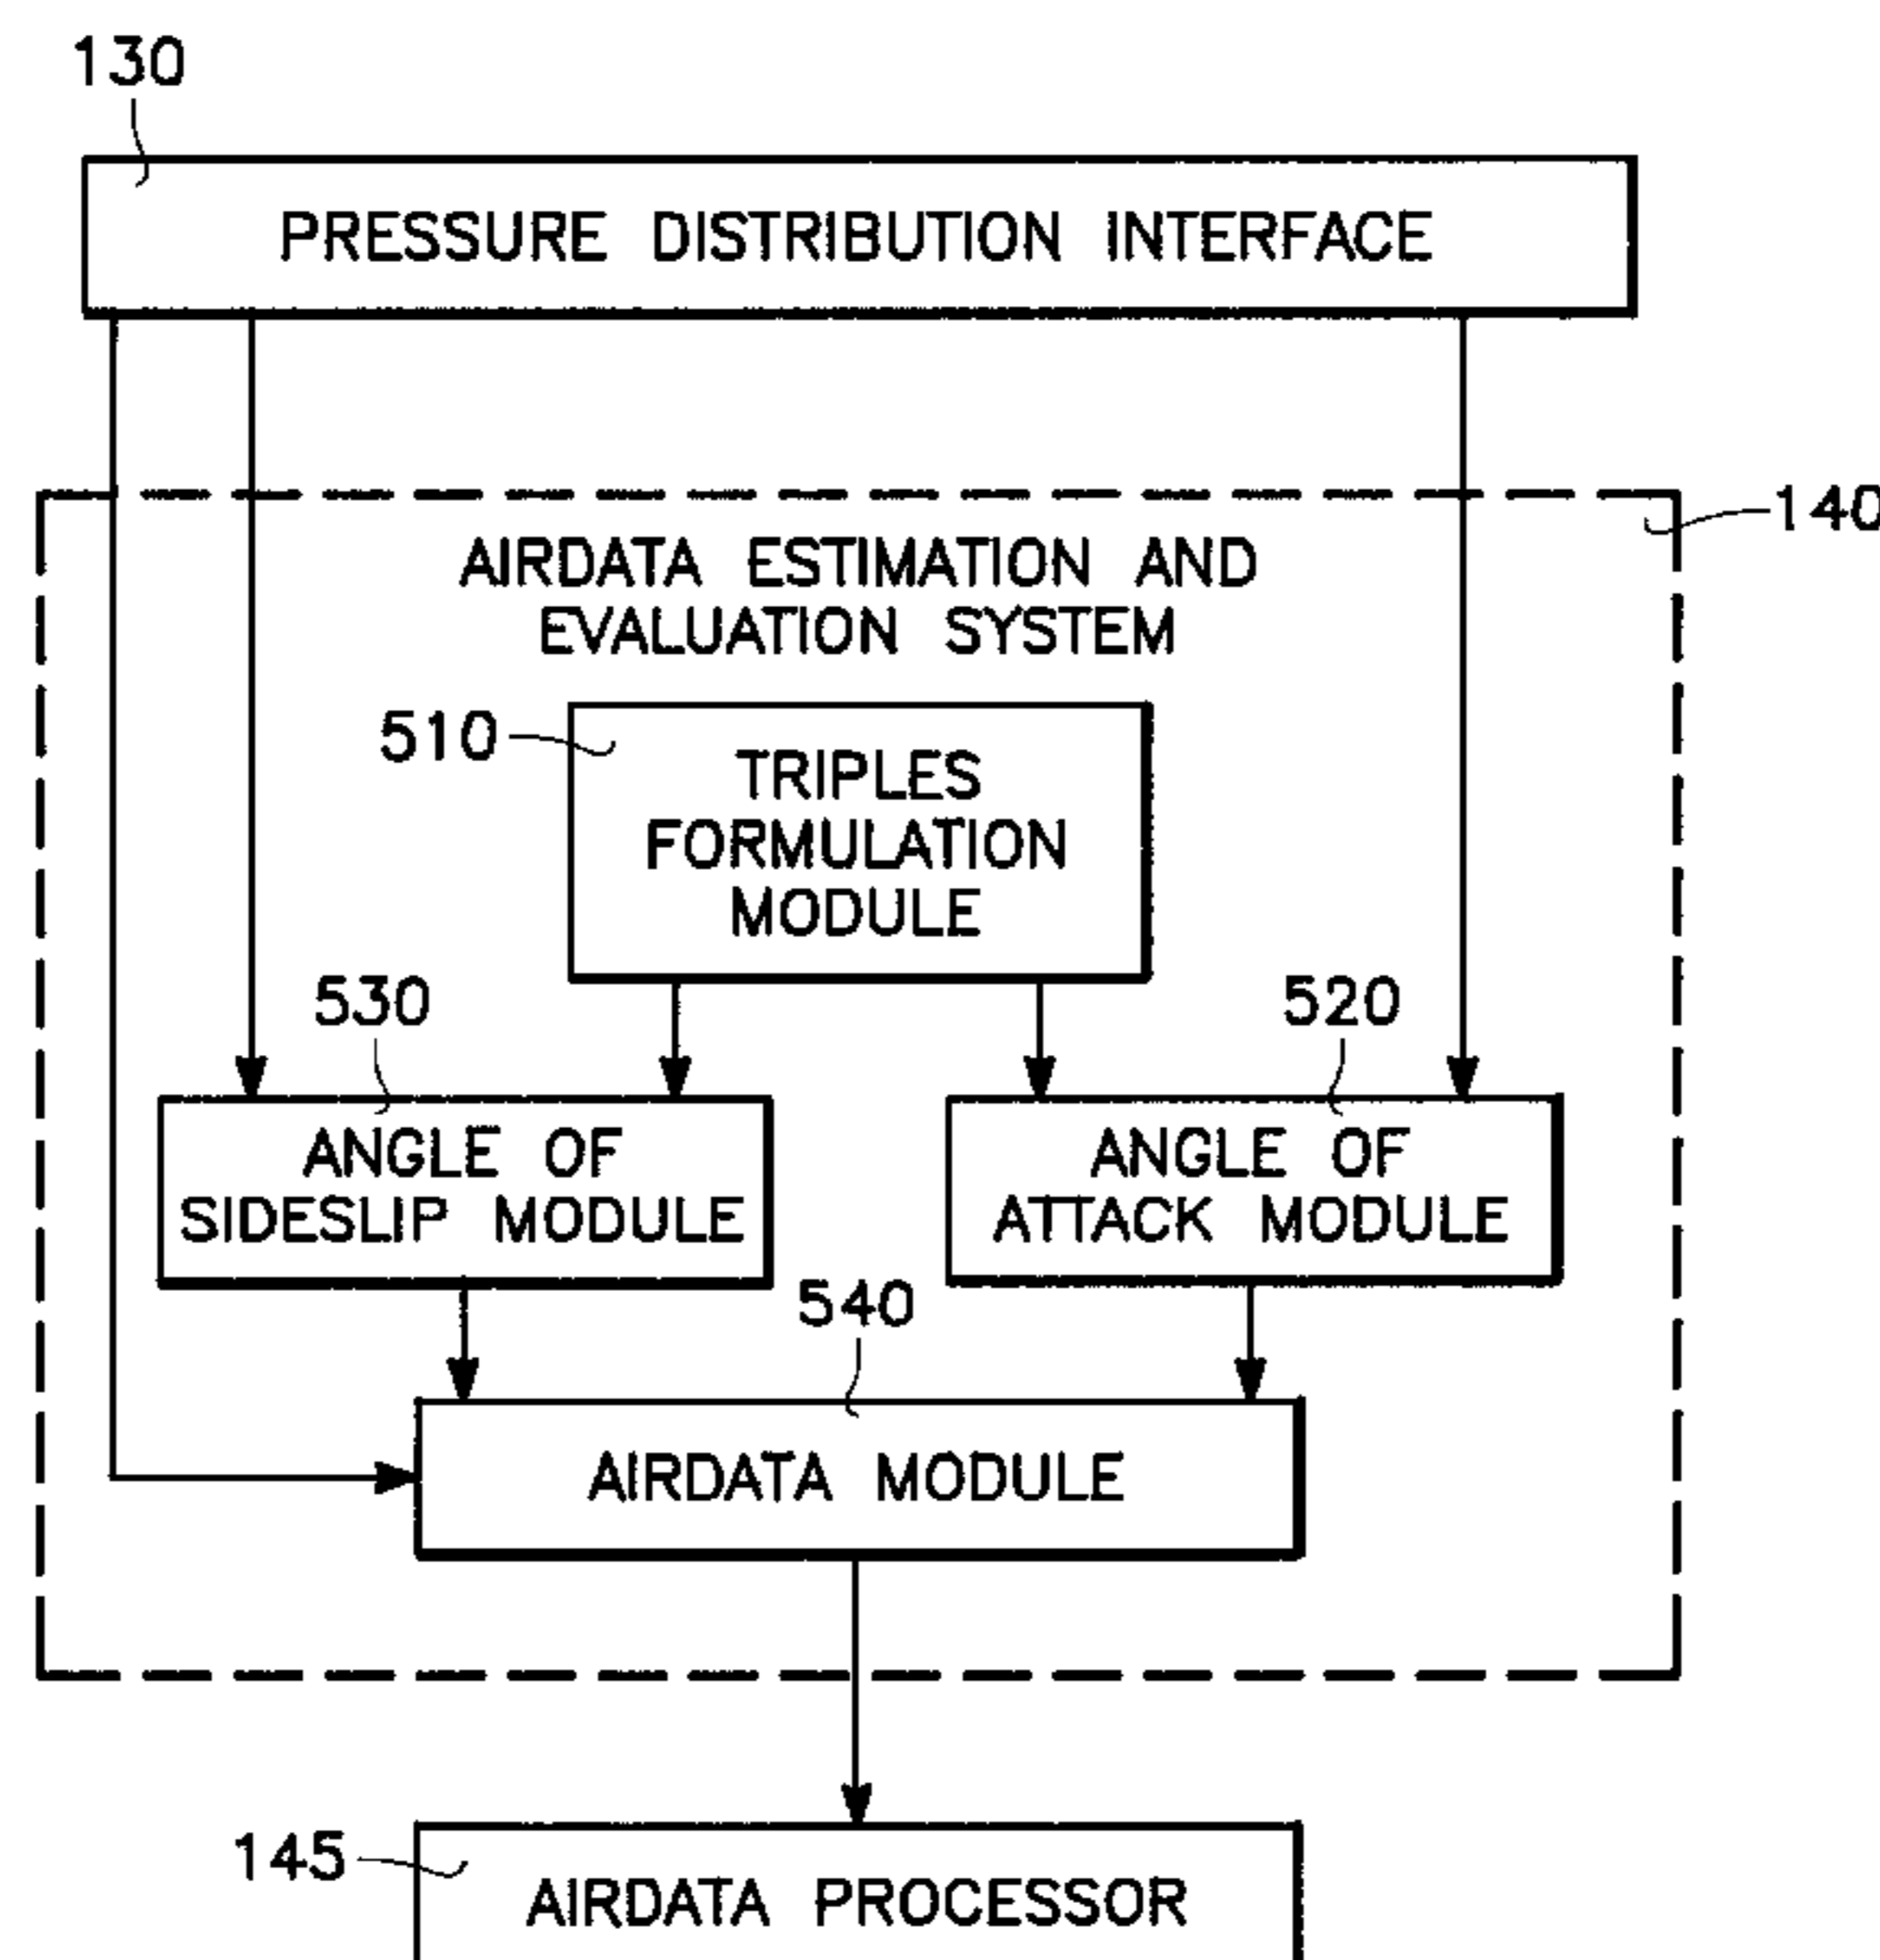 130
PRESSURE DISTRIBUTION INTERFACE
140
AIRDATA ESTIMATION AND
EVALUATION SYSTEM
510
TRIPLES
FORMULATION
MODULE
530
520
ANGLE OF
SIDESLIP MODULE
ANGLE OF
ATTACK MODULE
540
AIRDATA MODULE
145
AIRDATA PROCESSOR